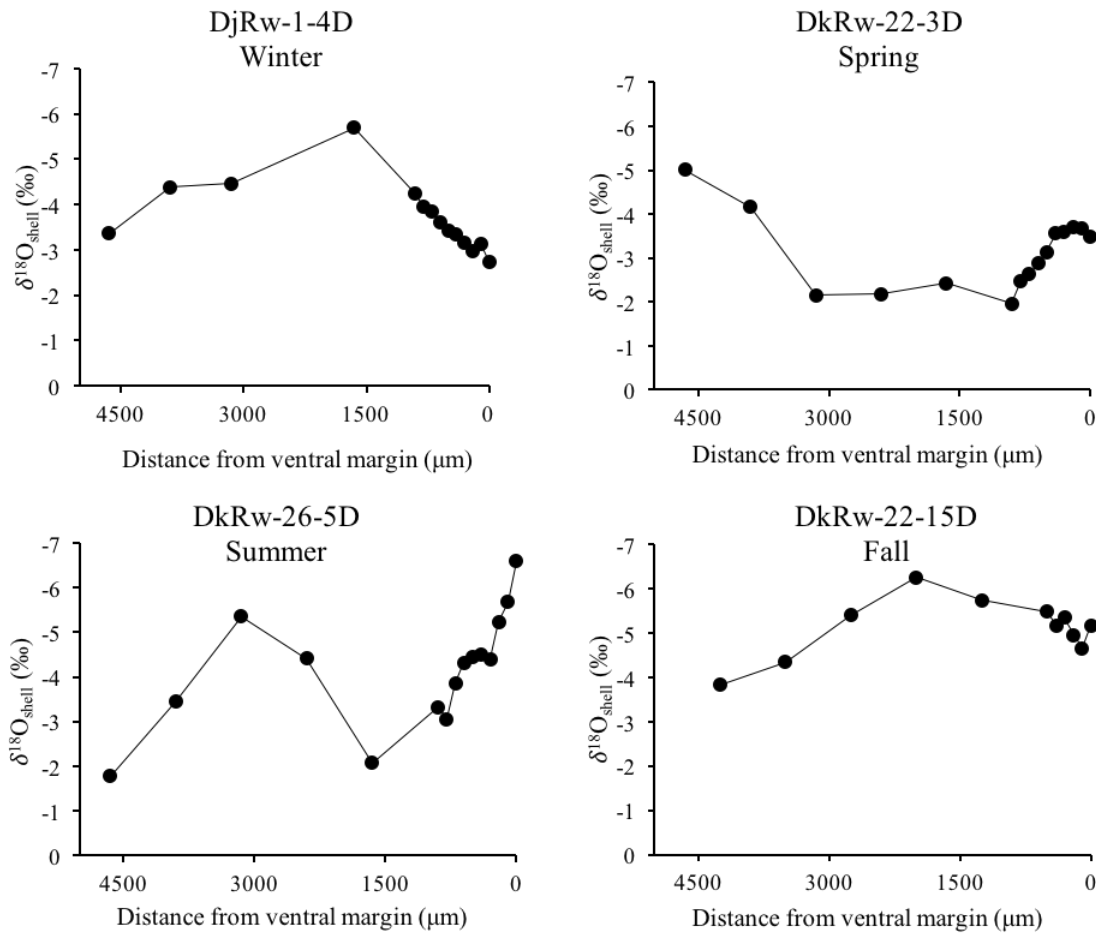 DjRw-1-4D
Winter
-7
-6
-5
-4
-3
-2
-1
0
δ¹⁸O_shell (‰)
4500 3000 1500 0
Distance from ventral margin (μm)
DkRw-22-3D
Spring
-7
-6
-5
-4
-3
-2
-1
0
δ¹⁸O_shell (‰)
4500 3000 1500 0
Distance from ventral margin (μm)
DkRw-26-5D
Summer
-7
-6
-5
-4
-3
-2
-1
0
δ¹⁸O_shell (‰)
4500 3000 1500 0
Distance from ventral margin (μm)
DkRw-22-15D
Fall
-7
-6
-5
-4
-3
-2
-1
0
δ¹⁸O_shell (‰)
4500 3000 1500 0
Distance from ventral margin (μm)